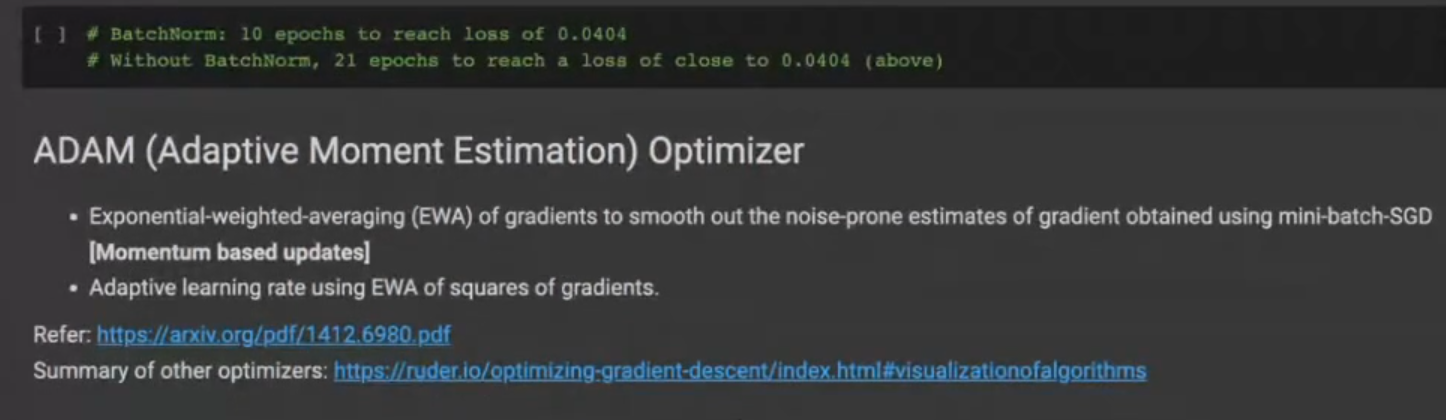 [ ] # BatchNorm: 10 epochs to reach loss of 0.0404
# Without BatchNorm, 21 epochs to reach a loss of close to 0.0404 (above)
ADAM (Adaptive Moment Estimation) Optimizer
• Exponential-weighted-averaging (EWA) of gradients to smooth out the noise-prone estimates of gradient obtained using mini-batch-SGD
[Momentum based updates]
• Adaptive learning rate using EWA of squares of gradients.
Refer: https://arxiv.org/pdf/1412.6980.pdf
Summary of other optimizers: https://ruder.io/optimizing-gradient-descent/index.html#visualizationofalgorithms